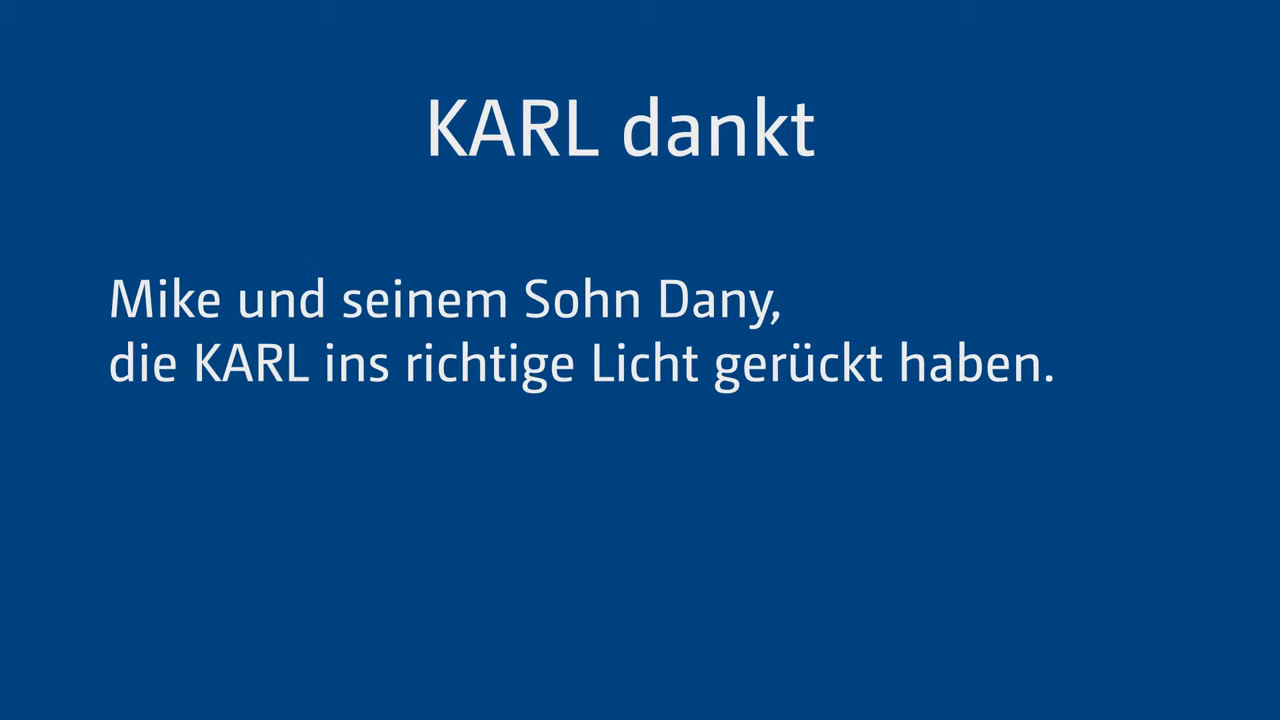 KARL dankt
Mike und seinem Sohn Dany,
die KARL ins richtige Licht gerückt haben.